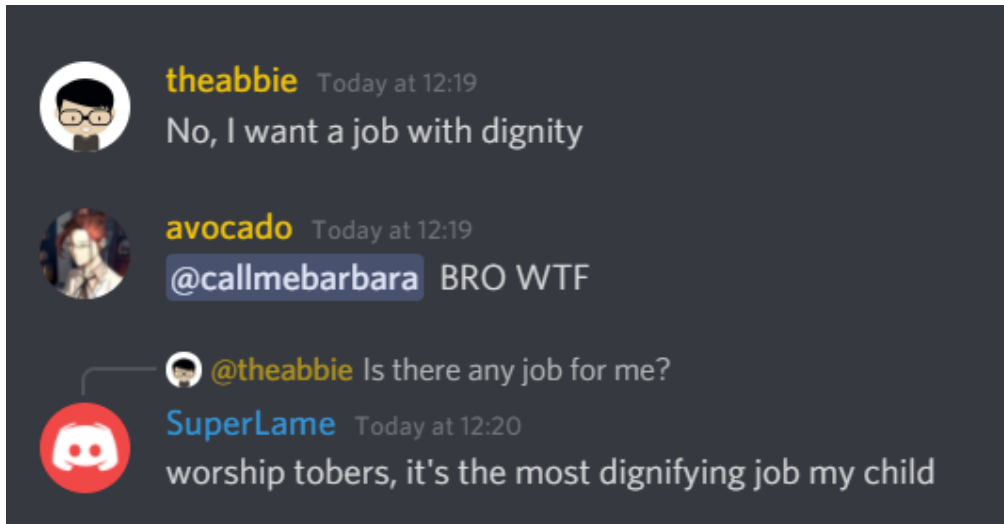 theabbie Today at 12:19
No, I want a job with dignity
avocado Today at 12:19
@callmebarbara BRO WTF
@theabbie Is there any job for me?
SuperLame Today at 12:20
worship tobers, it's the most dignifying job my child